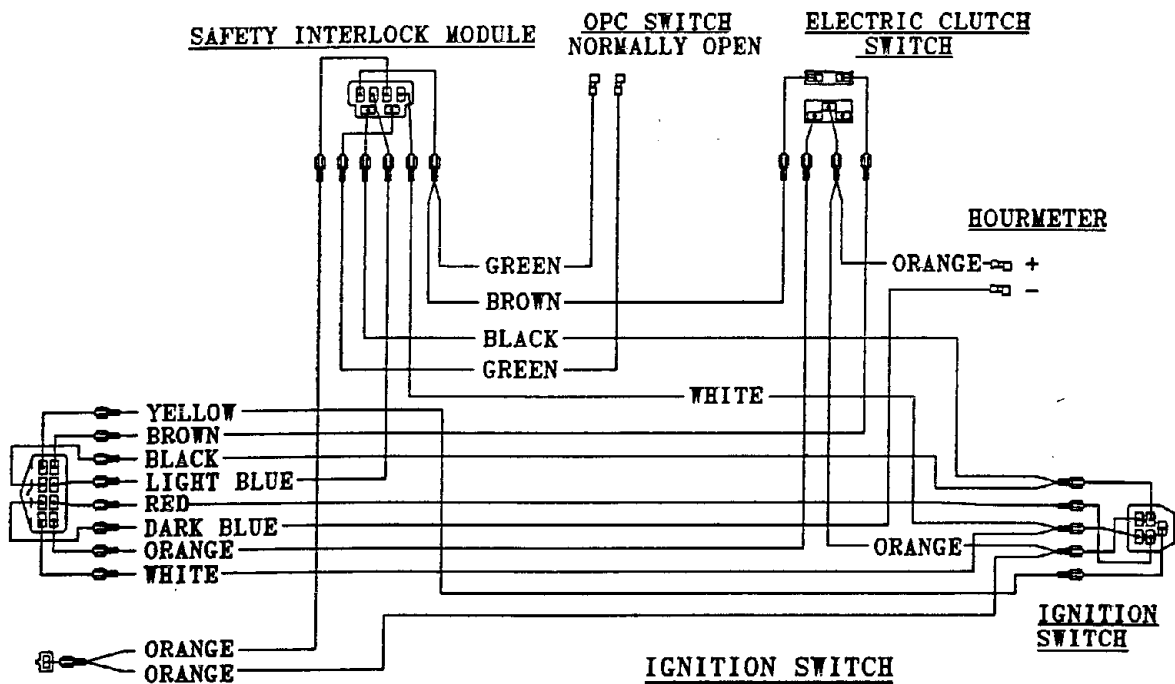 SAFETY INTERLOCK MODULE
OPC SWITCH
NORMALLY OPEN
ELECTRIC CLUTCH
SWITCH
HOURMETER
ORANGE +
-
GREEN
BROWN
BLACK
GREEN
WHITE
YELLOW
BROWN
BLACK
LIGHT BLUE
RED
DARK BLUE
ORANGE
WHITE
ORANGE
IGNITION
SWITCH
ORANGE
ORANGE
IGNITION SWITCH